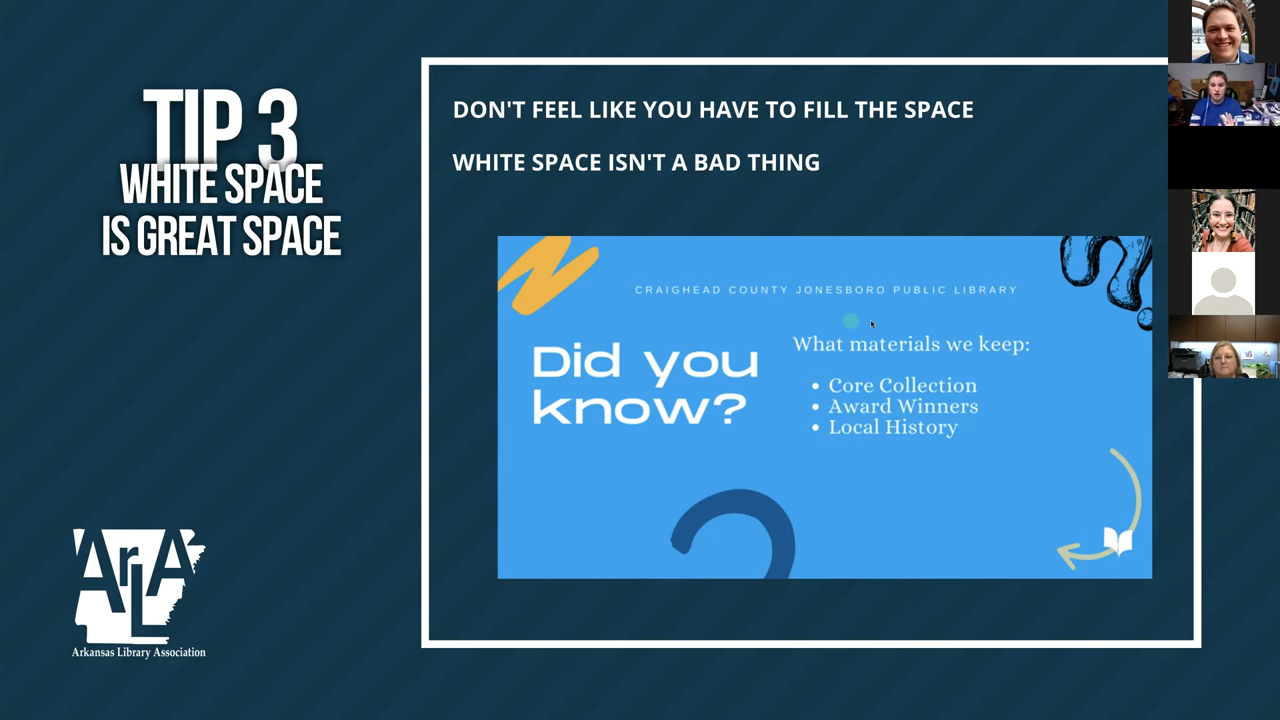 TIP 3
WHITE SPACE
IS GREAT SPACE
DON'T FEEL LIKE YOU HAVE TO FILL THE SPACE
WHITE SPACE ISN'T A BAD THING
CRAIGHEAD COUNTY JONESBORO PUBLIC LIBRARY
Did you
know?
What materials we keep:
• Core Collection
• Award Winners
• Local History
ArLA
Arkansas Library Association